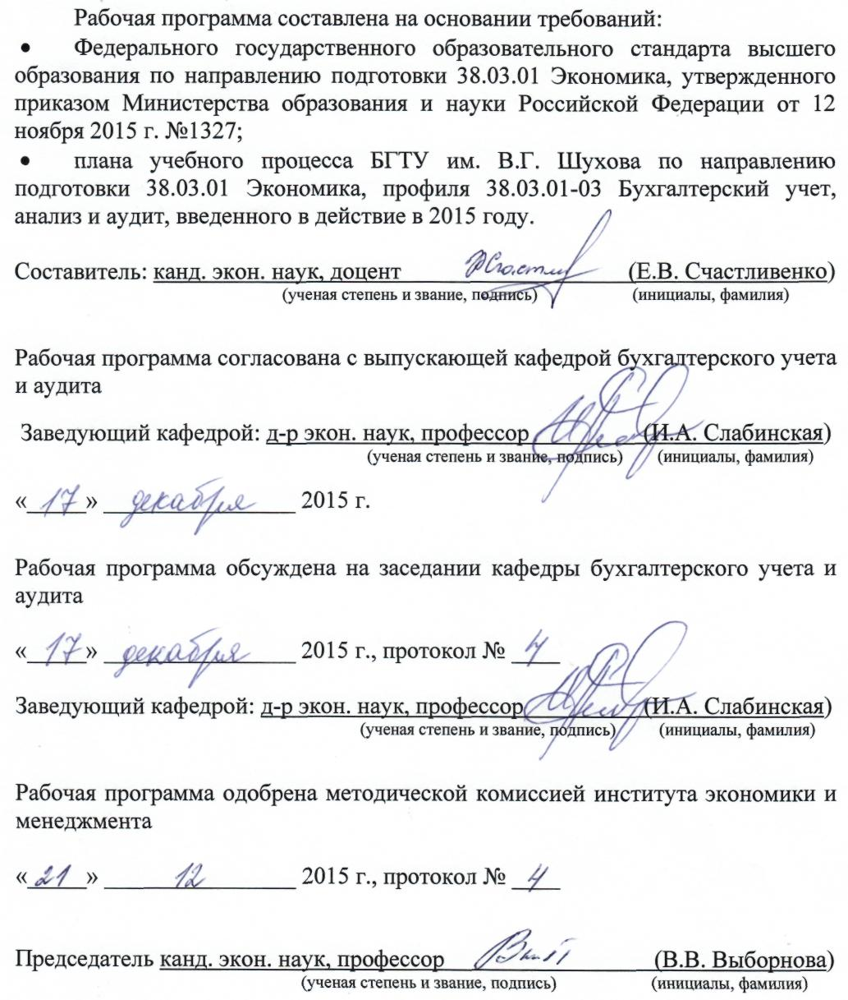 Рабочая программа составлена на основании требований:
• Федерального государственного образовательного стандарта высшего
образования по направлению подготовки 38.03.01 Экономика, утвержденного
приказом Министерства образования и науки Российской Федерации от 12
ноября 2015 г. №1327;
• плана учебного процесса БГТУ им. В.Г. Шухова по направлению
подготовки 38.03.01 Экономика, профиля 38.03.01-03 Бухгалтерский учет,
анализ и аудит, введенного в действие в 2015 году.
Составитель: канд. экон. наук, доцент (Е.В. Счастливенко)
(ученая степень и звание, подпись) (инициалы, фамилия)
Рабочая программа согласована с выпускающей кафедрой бухгалтерского учета
и аудита
Заведующий кафедрой: д-р экон. наук, профессор (И.А. Слабинская)
(ученая степень и звание, подпись) (инициалы, фамилия)
«17» декабря 2015 г.
Рабочая программа обсуждена на заседании кафедры бухгалтерского учета и
аудита
«17» декабря 2015 г., протокол № 4
Заведующий кафедрой: д-р экон. наук, профессор (И.А. Слабинская)
(ученая степень и звание, подпись) (инициалы, фамилия)
Рабочая программа одобрена методической комиссией института экономики и
менеджмента
«21» 12 2015 г., протокол № 4
Председатель канд. экон. наук, профессор (В.В. Выборнова)
(ученая степень и звание, подпись) (инициалы, фамилия)